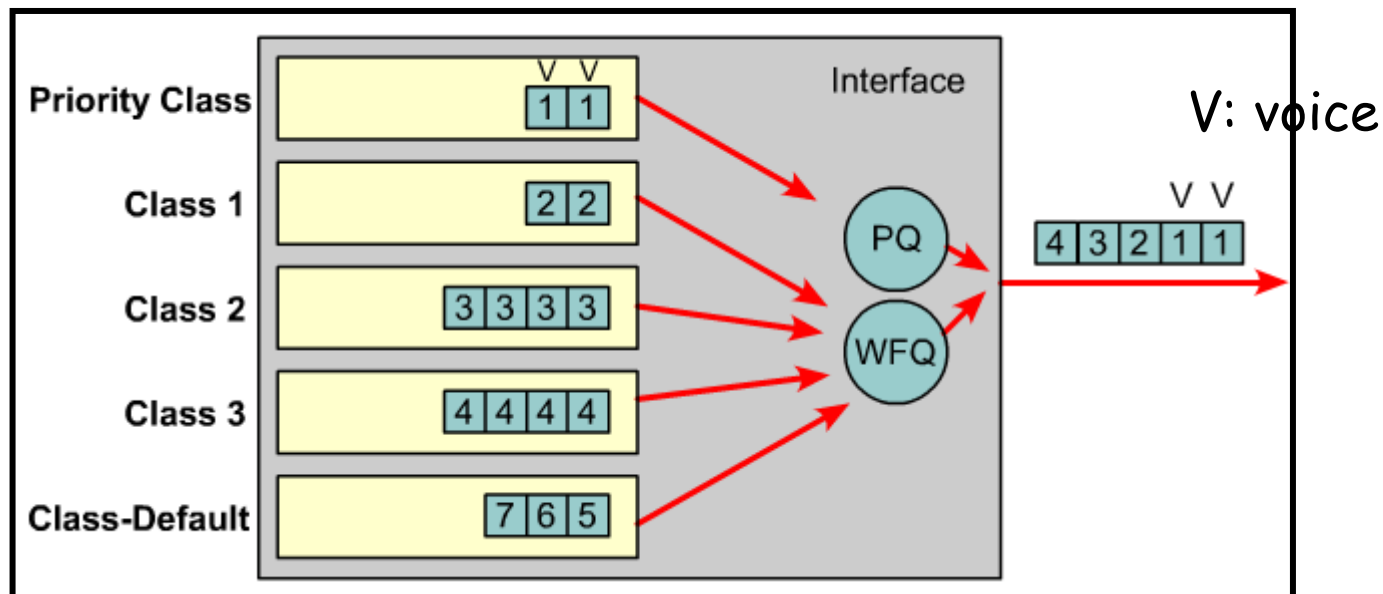 V V
Priority Class 1 1
Interface
V: voice
Class 1 2 2
V V
PQ
4 3 2 1 1
Class 2 3 3 3 3
WFQ
Class 3 4 4 4 4
Class-Default 7 6 5